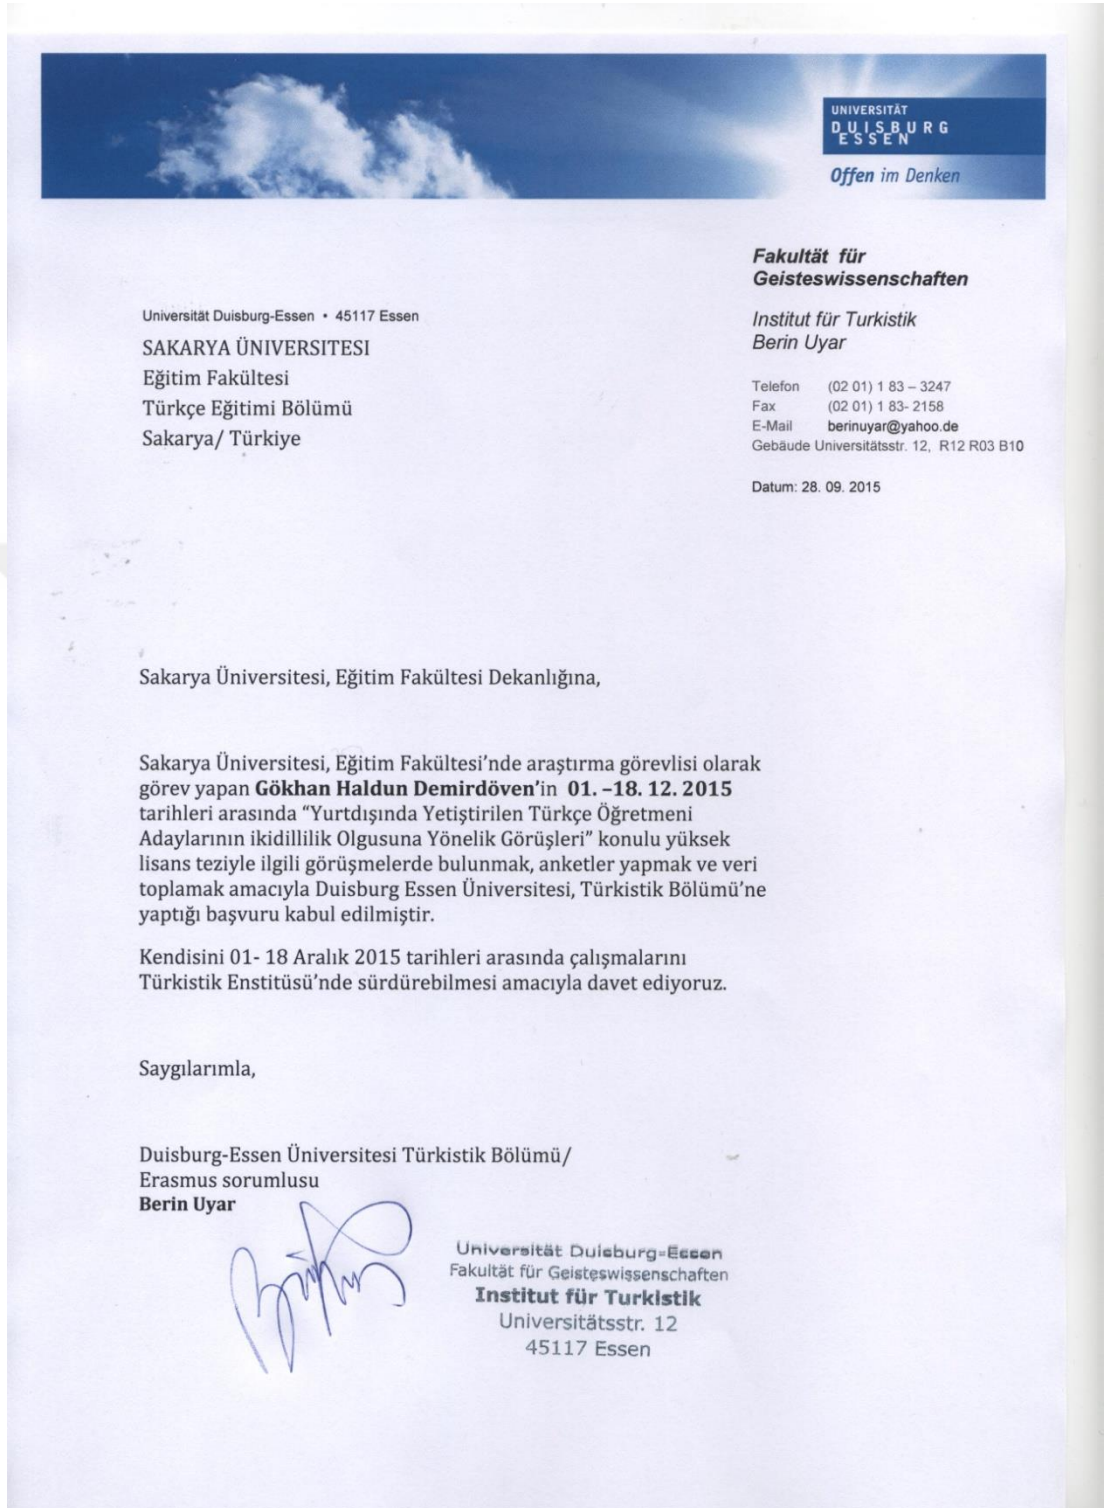 UNIVERSITÄT
DUISBURG
ESSEN
Offen im Denken
Fakultät für
Geisteswissenschaften
Institut für Turkistik
Berin Uyar
Telefon (02 01) 1 83 – 3247
Fax (02 01) 1 83- 2158
E-Mail berinuyar@yahoo.de
Gebäude Universitätsstr. 12, R12 R03 B10
Datum: 28. 09. 2015
Universität Duisburg-Essen • 45117 Essen
SAKARYA ÜNİVERSİTESİ
Eğitim Fakültesi
Türkçe Eğitimi Bölümü
Sakarya/ Türkiye
Sakarya Üniversitesi, Eğitim Fakültesi Dekanlığına,
Sakarya Üniversitesi, Eğitim Fakültesi’nde araştırma görevlisi olarak
görev yapan Gökhan Haldun Demirdöven’in 01. –18. 12. 2015
tarihleri arasında “Yurtdışında Yetiştirilen Türkçe Öğretmeni
Adaylarının ikidillilik Olgusuna Yönelik Görüşleri” konulu yüksek
lisans teziyle ilgili görüşmelerde bulunmak, anketler yapmak ve veri
toplamak amacıyla Duisburg Essen Üniversitesi, Türkistik Bölümü’ne
yaptığı başvuru kabul edilmiştir.
Kendisini 01- 18 Aralık 2015 tarihleri arasında çalışmalarını
Türkistik Enstitüsü’nde sürdürebilmesi amacıyla davet ediyoruz.
Saygılarımla,
Duisburg-Essen Üniversitesi Türkistik Bölümü/
Erasmus sorumlusu
Berin Uyar
Universität Duisburg-Essen
Fakultät für Geisteswissenschaften
Institut für Turkistik
Universitätsstr. 12
45117 Essen